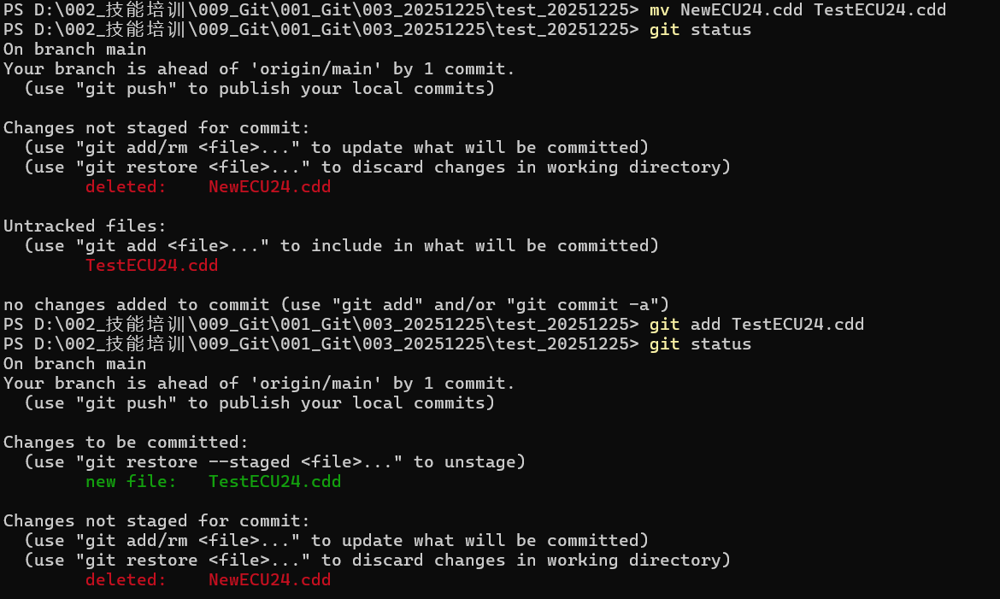 PS D:\002_技能培训\009_Git\001_Git\003_20251225\test_20251225> mv NewECU24.cdd TestECU24.cdd
PS D:\002_技能培训\009_Git\001_Git\003_20251225\test_20251225> git status
On branch main
Your branch is ahead of 'origin/main' by 1 commit.
  (use "git push" to publish your local commits)

Changes not staged for commit:
  (use "git add/rm <file>..." to update what will be committed)
  (use "git restore <file>..." to discard changes in working directory)
        deleted:    NewECU24.cdd

Untracked files:
  (use "git add <file>..." to include in what will be committed)
        TestECU24.cdd

no changes added to commit (use "git add" and/or "git commit -a")
PS D:\002_技能培训\009_Git\001_Git\003_20251225\test_20251225> git add TestECU24.cdd
PS D:\002_技能培训\009_Git\001_Git\003_20251225\test_20251225> git status
On branch main
Your branch is ahead of 'origin/main' by 1 commit.
  (use "git push" to publish your local commits)

Changes to be committed:
  (use "git restore --staged <file>..." to unstage)
        new file:   TestECU24.cdd

Changes not staged for commit:
  (use "git add/rm <file>..." to update what will be committed)
  (use "git restore <file>..." to discard changes in working directory)
        deleted:    NewECU24.cdd